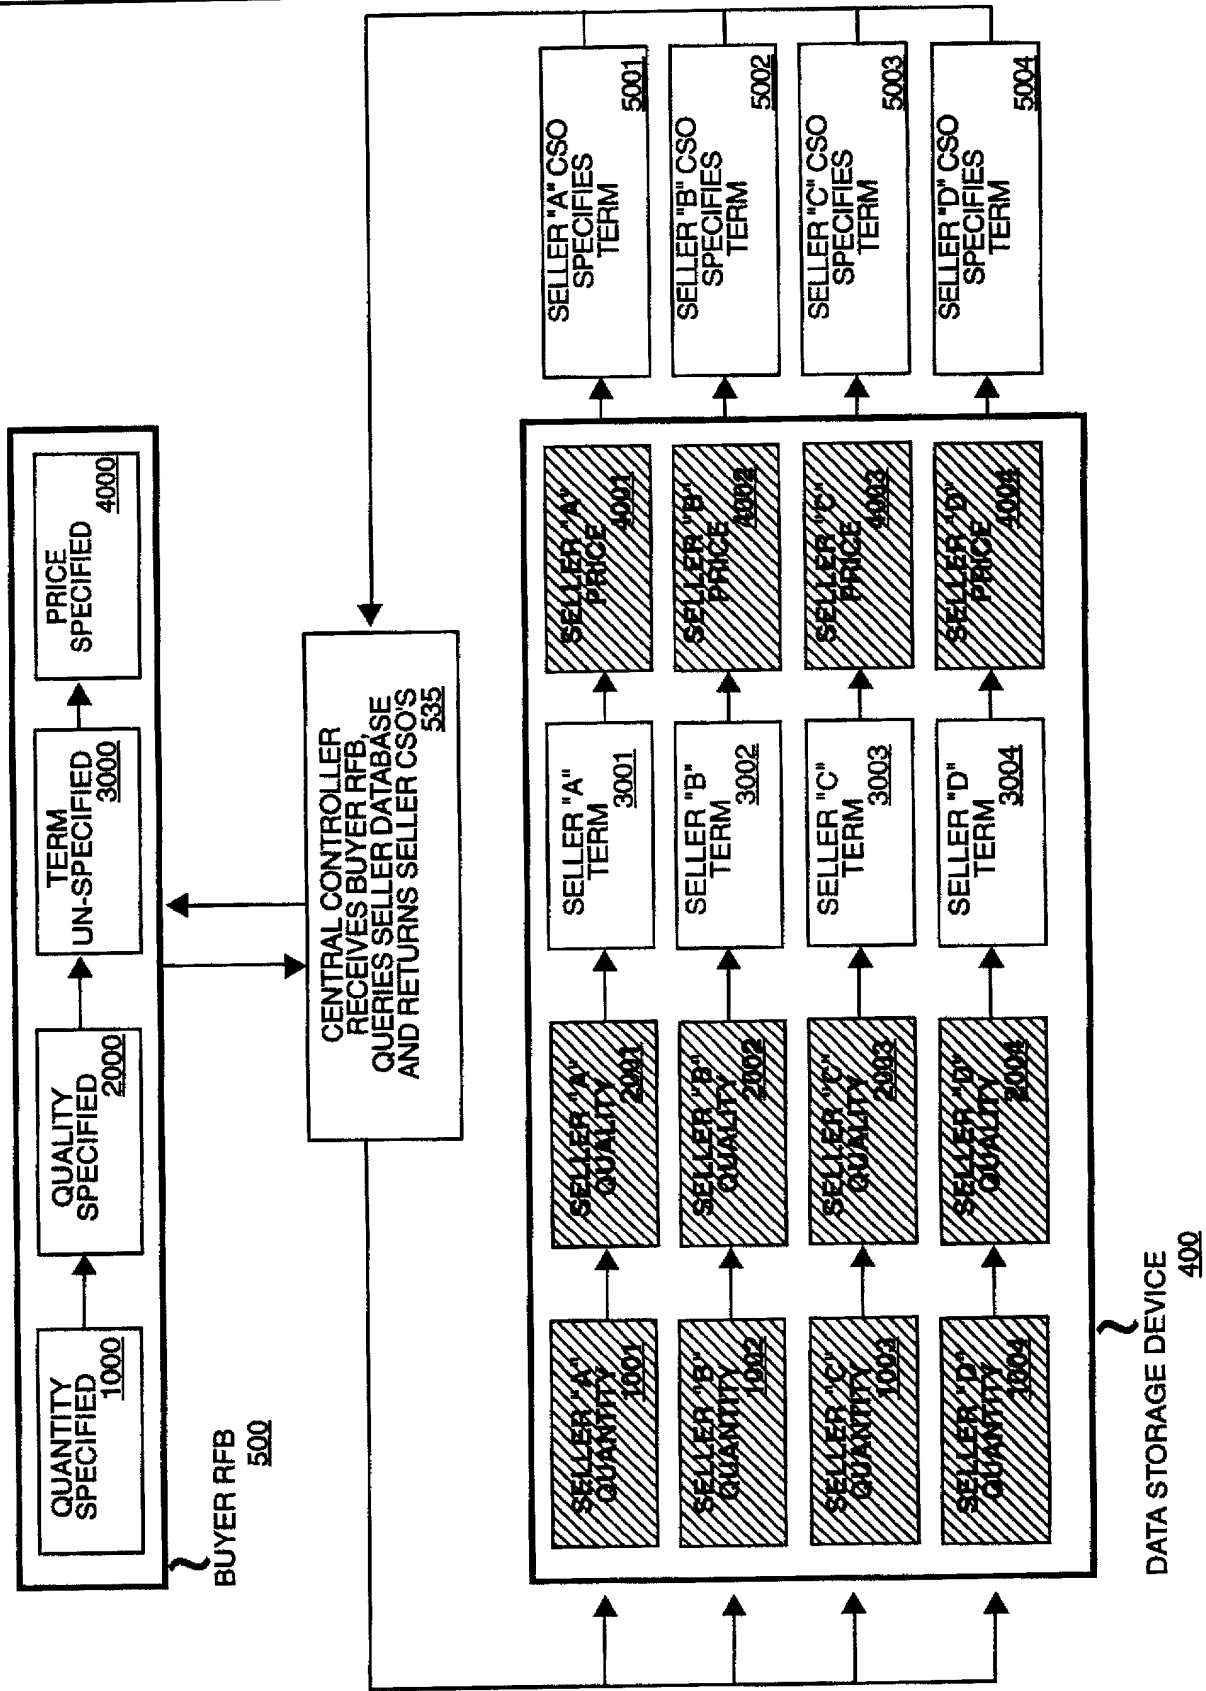 QUANTITY
SPECIFIED
1000
QUALITY
SPECIFIED
2000
TERM
UN-SPECIFIED
3000
PRICE
SPECIFIED
4000
BUYER RFB
500
CENTRAL CONTROLLER
RECEIVES BUYER RFB,
QUERIES SELLER DATABASE
AND RETURNS SELLER CSO'S
535
SELLER "A"
QUANTITY
1001
SELLER "A"
QUALITY
2001
SELLER "A"
TERM
3001
SELLER "A"
PRICE
4001
SELLER "A" CSO
SPECIFIES
TERM
5001
SELLER "B"
QUANTITY
1002
SELLER "B"
QUALITY
2002
SELLER "B"
TERM
3002
SELLER "B"
PRICE
4002
SELLER "B" CSO
SPECIFIES
TERM
5002
SELLER "C"
QUANTITY
1003
SELLER "C"
QUALITY
2003
SELLER "C"
TERM
3003
SELLER "C"
PRICE
4003
SELLER "C" CSO
SPECIFIES
TERM
5003
SELLER "D"
QUANTITY
1004
SELLER "D"
QUALITY
2004
SELLER "D"
TERM
3004
SELLER "D"
PRICE
4004
SELLER "D" CSO
SPECIFIES
TERM
5004
DATA STORAGE DEVICE
400